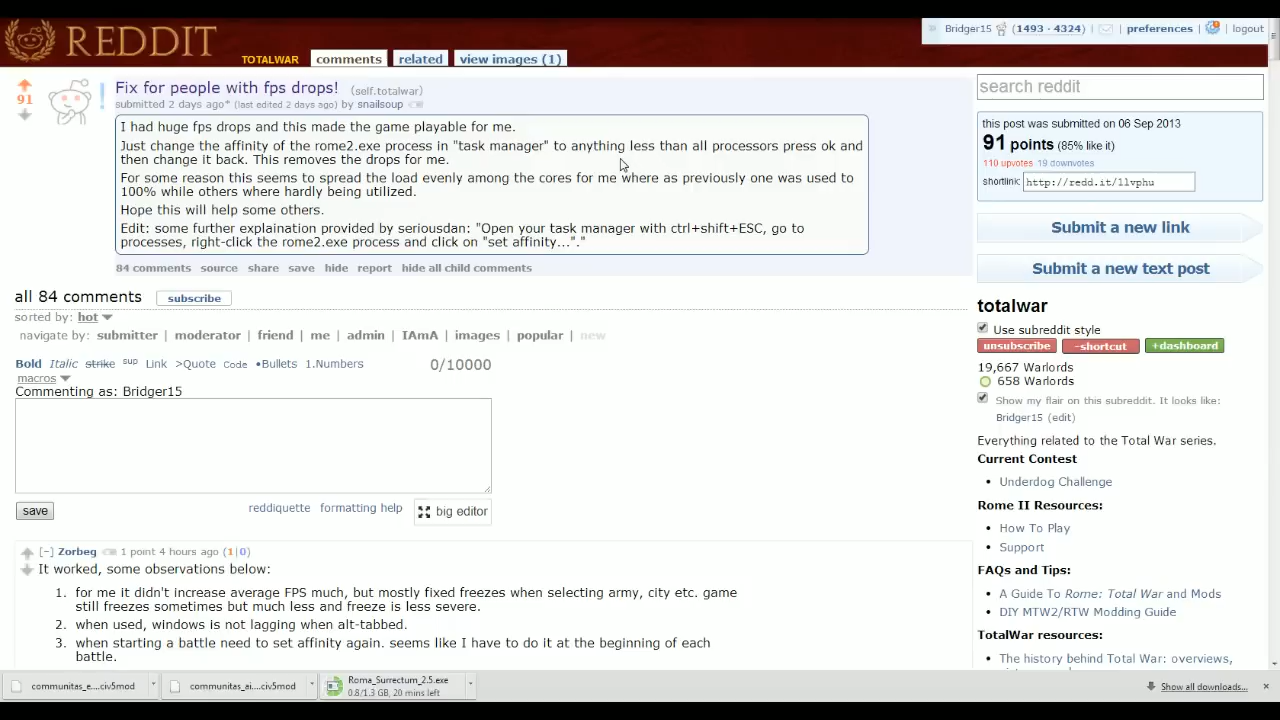 REDDIT
TOTALWAR comments related view images (1)
Bridger15 (1493 · 4324) | | preferences | | logout
91
Fix for people with fps drops! (self.totalwar)
submitted 2 days ago* (last edited 2 days ago) by snailsoup
I had huge fps drops and this made the game playable for me.
Just change the affinity of the rome2.exe process in "task manager" to anything less than all processors press ok and
then change it back. This removes the drops for me.
For some reason this seems to spread the load evenly among the cores for me where as previously one was used to
100% while others where hardly being utilized.
Hope this will help some others.
Edit: some further explaination provided by seriousdan: "Open your task manager with ctrl+shift+ESC, go to
processes, right-click the rome2.exe process and click on "set affinity..."."
84 comments source share save hide report hide all child comments
all 84 comments subscribe
sorted by: hot
navigate by: submitter | moderator | friend | me | admin | IAmA | images | popular | new
Bold Italic strike sup Link >Quote Code •Bullets 1.Numbers 0/10000
macros
Commenting as: Bridger15
save reddiquette formatting help big editor
[–] Zorbeg 1 point 4 hours ago (1|0)
It worked, some observations below:
1. for me it didn't increase average FPS much, but mostly fixed freezes when selecting army, city etc. game
still freezes sometimes but much less and freeze is less severe.
2. when used, windows is not lagging when alt-tabbed.
3. when starting a battle need to set affinity again. seems like I have to do it at the beginning of each
battle.
search reddit
this post was submitted on 06 Sep 2013
91 points (85% like it)
110 upvotes 19 downvotes
shortlink: http://redd.it/1lvphu
Submit a new link
Submit a new text post
totalwar
Use subreddit style
unsubscribe -shortcut +dashboard
19,667 Warlords
658 Warlords
Show my flair on this subreddit. It looks like:
Bridger15 (edit)
Everything related to the Total War series.
Current Contest
• Underdog Challenge
Rome II Resources:
• How To Play
• Support
FAQs and Tips:
• A Guide To Rome: Total War and Mods
• DIY MTW2/RTW Modding Guide
TotalWar resources:
• The history behind Total War: overviews,
communitas_e....civ5mod communitas_ai....civ5mod Roma_Surrectum_2.5.exe
0.8/1.3 GB, 20 mins left
Show all downloads...